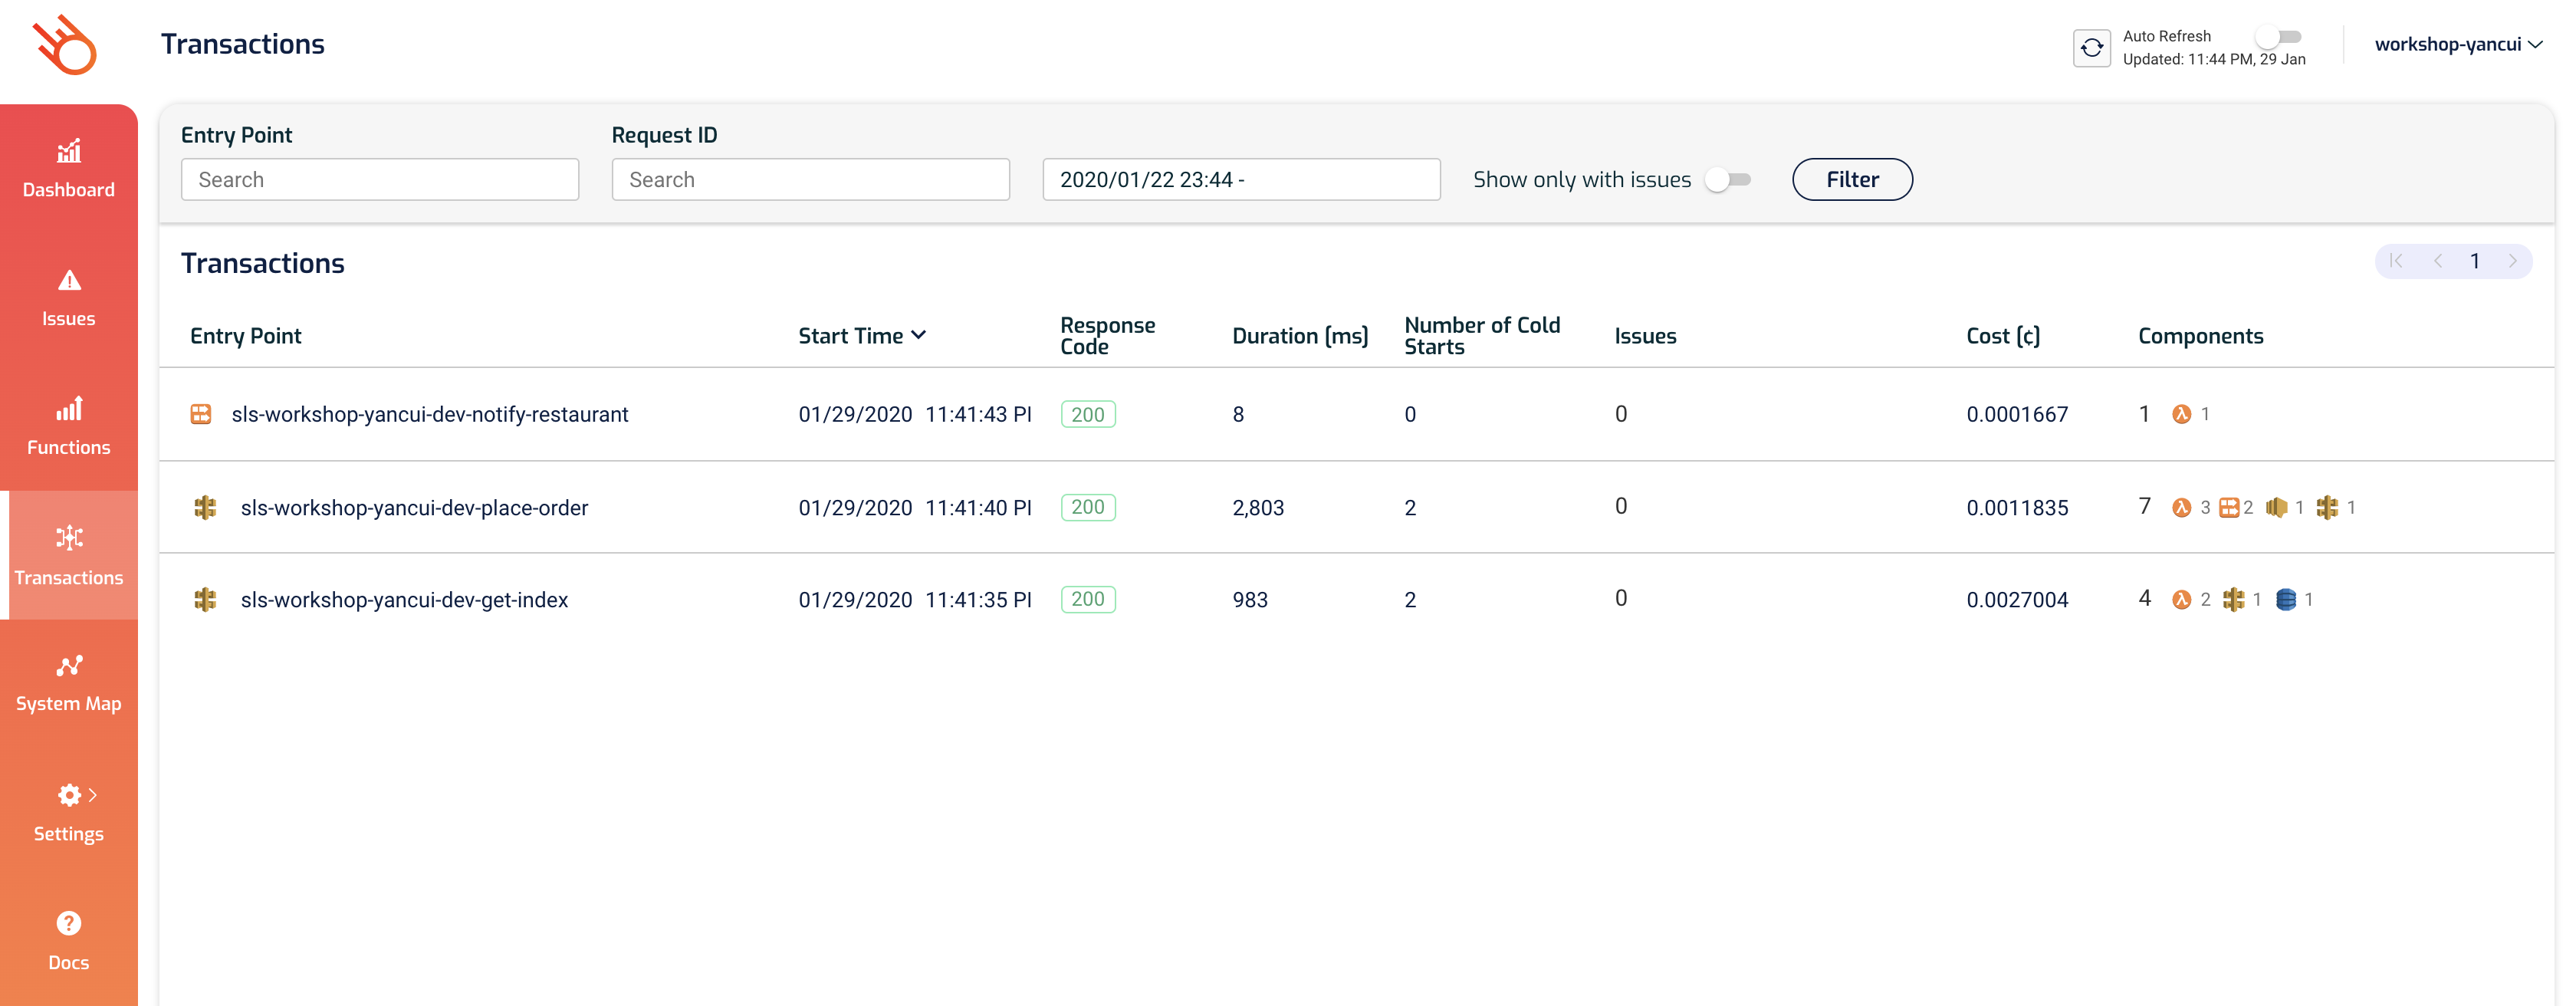 Transactions
Auto Refresh
Updated: 11:44 PM, 29 Jan
workshop-yancui
Dashboard
Issues
Functions
Transactions
System Map
Settings
Docs
Entry Point
Request ID
Search
Search
2020/01/22 23:44 -
Show only with issues
Filter
Transactions
1
Entry Point
Start Time
Response Code
Duration [ms]
Number of Cold Starts
Issues
Cost [¢]
Components
sls-workshop-yancui-dev-notify-restaurant 01/29/2020 11:41:43 PI 200 8 0 0 0.0001667 1 1
sls-workshop-yancui-dev-place-order 01/29/2020 11:41:40 PI 200 2,803 2 0 0.0011835 7 3 2 1 1
sls-workshop-yancui-dev-get-index 01/29/2020 11:41:35 PI 200 983 2 0 0.0027004 4 2 1 1